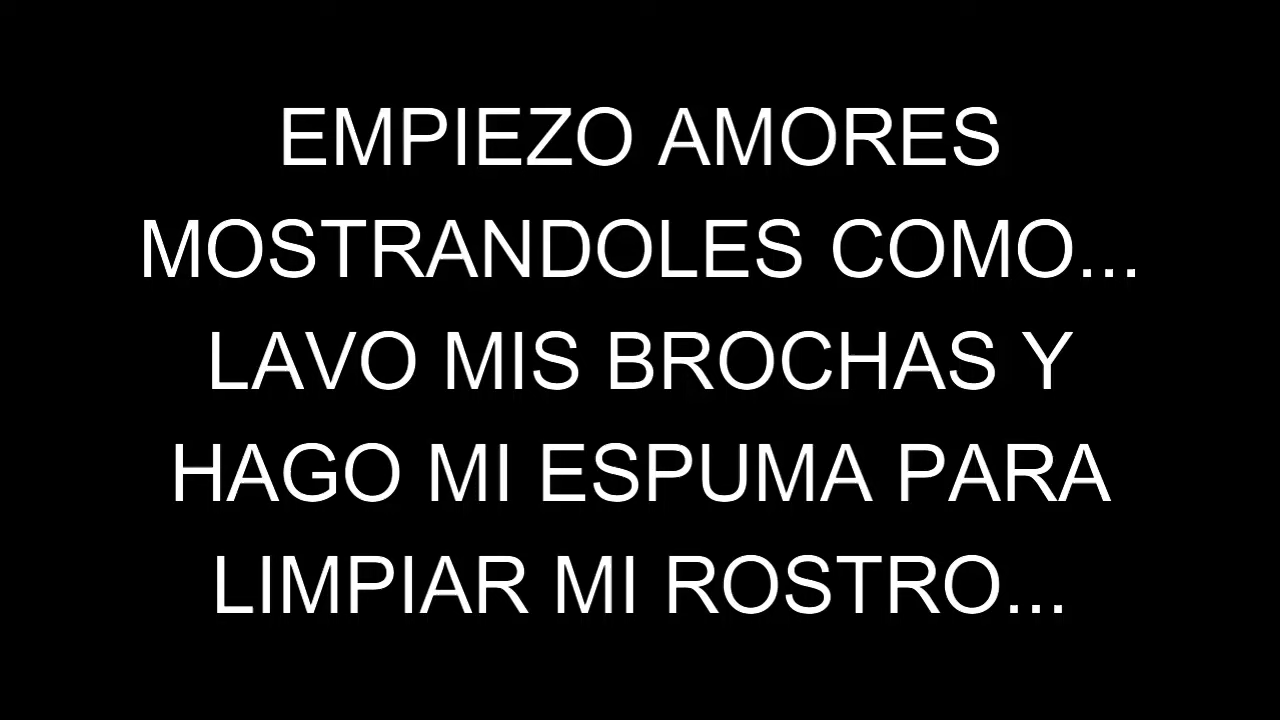 EMPIEZO AMORES
MOSTRANDOLES COMO...
LAVO MIS BROCHAS Y
HAGO MI ESPUMA PARA
LIMPIAR MI ROSTRO...